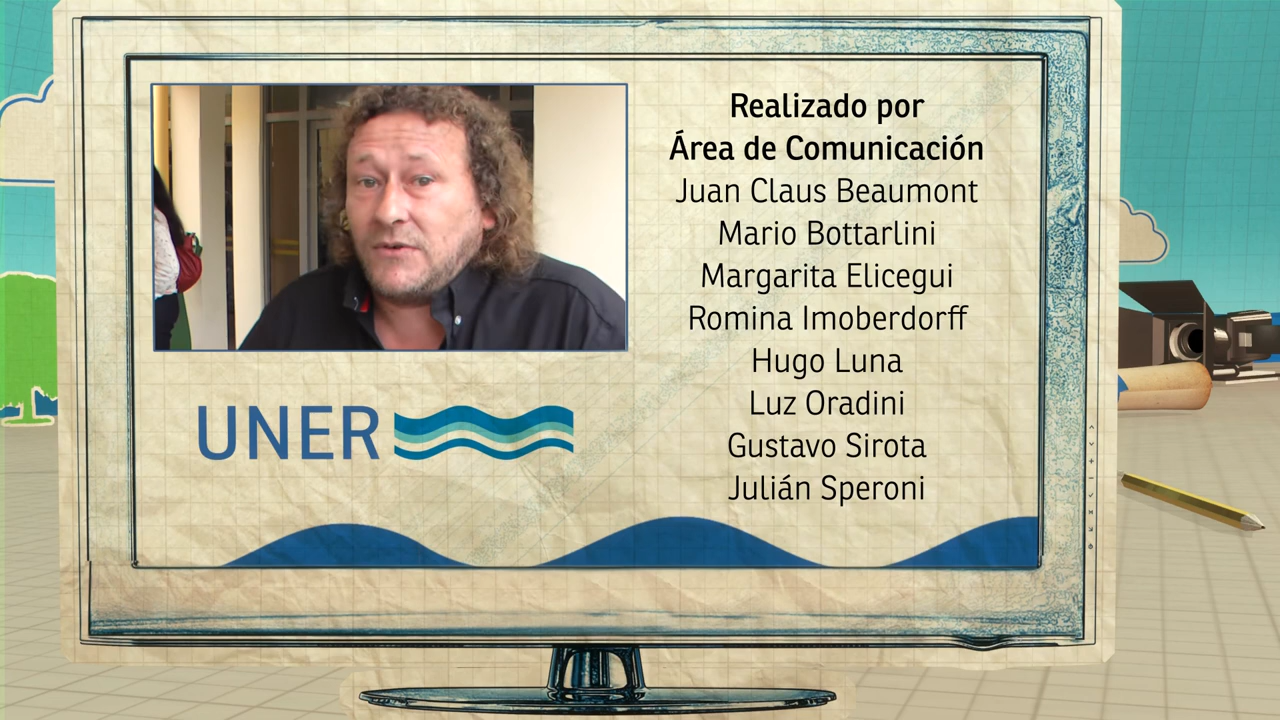 Realizado por
Área de Comunicación
Juan Claus Beaumont
Mario Bottarlini
Margarita Elicegui
Romina Imoberdorff
Hugo Luna
Luz Oradini
Gustavo Sirota
Julián Speroni
UNER